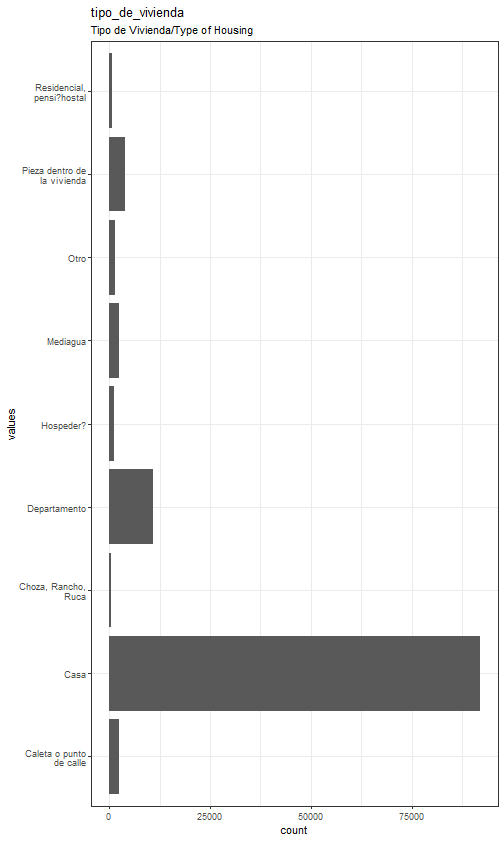 tipo_de_vivienda
Tipo de Vivienda/Type of Housing
Residencial,
pensi?hostal
Pieza dentro de
la vivienda
Otro
Mediagua
Hospeder?
Departamento
Choza, Rancho,
Ruca
Casa
Caleta o punto
de calle
values
0 25000 50000 75000
count